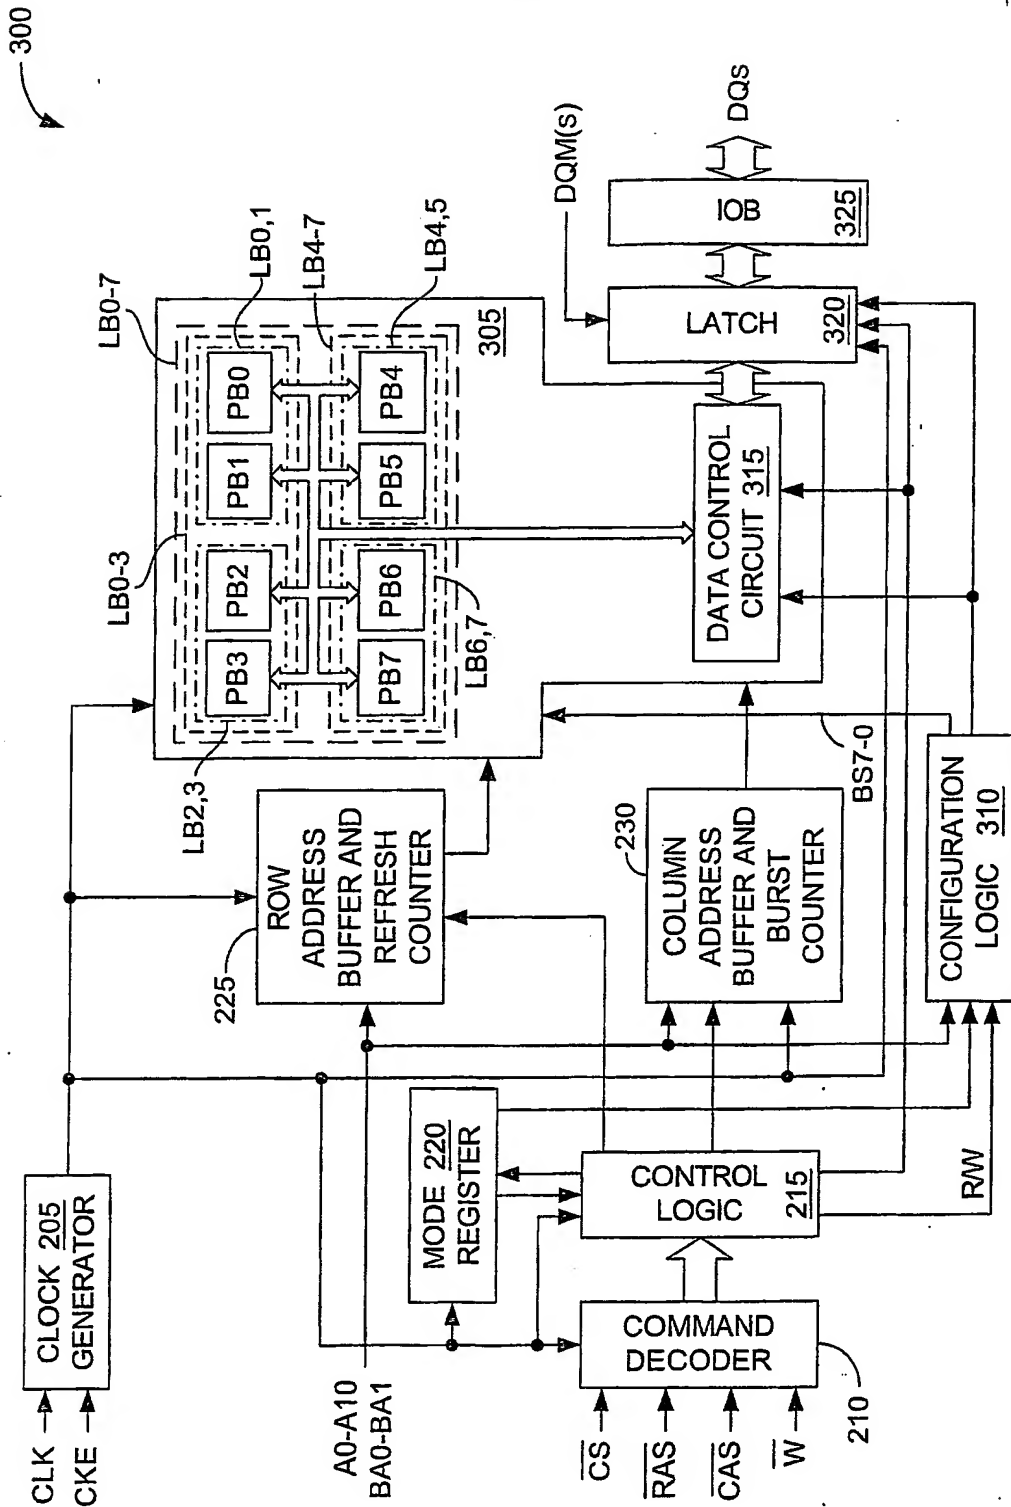 300
CLK
CKE
CLOCK 205
GENERATOR
A0-A10
BA0-BA1
CS
RAS
CAS
W
COMMAND
DECODER
210
MODE 220
REGISTER
CONTROL
LOGIC
215
R/W
225
ROW
ADDRESS
BUFFER AND
REFRESH
COUNTER
230
COLUMN
ADDRESS
BUFFER AND
BURST
COUNTER
CONFIGURATION
LOGIC 310
BS7-0
LB0-7
LB0,1
LB4-7
LB4,5
LB0-3
LB2,3
LB6,7
PB3
PB2
PB1
PB0
PB7
PB6
PB5
PB4
305
DATA CONTROL
CIRCUIT 315
DQM(s)
LATCH
320
IOB
325
DQs